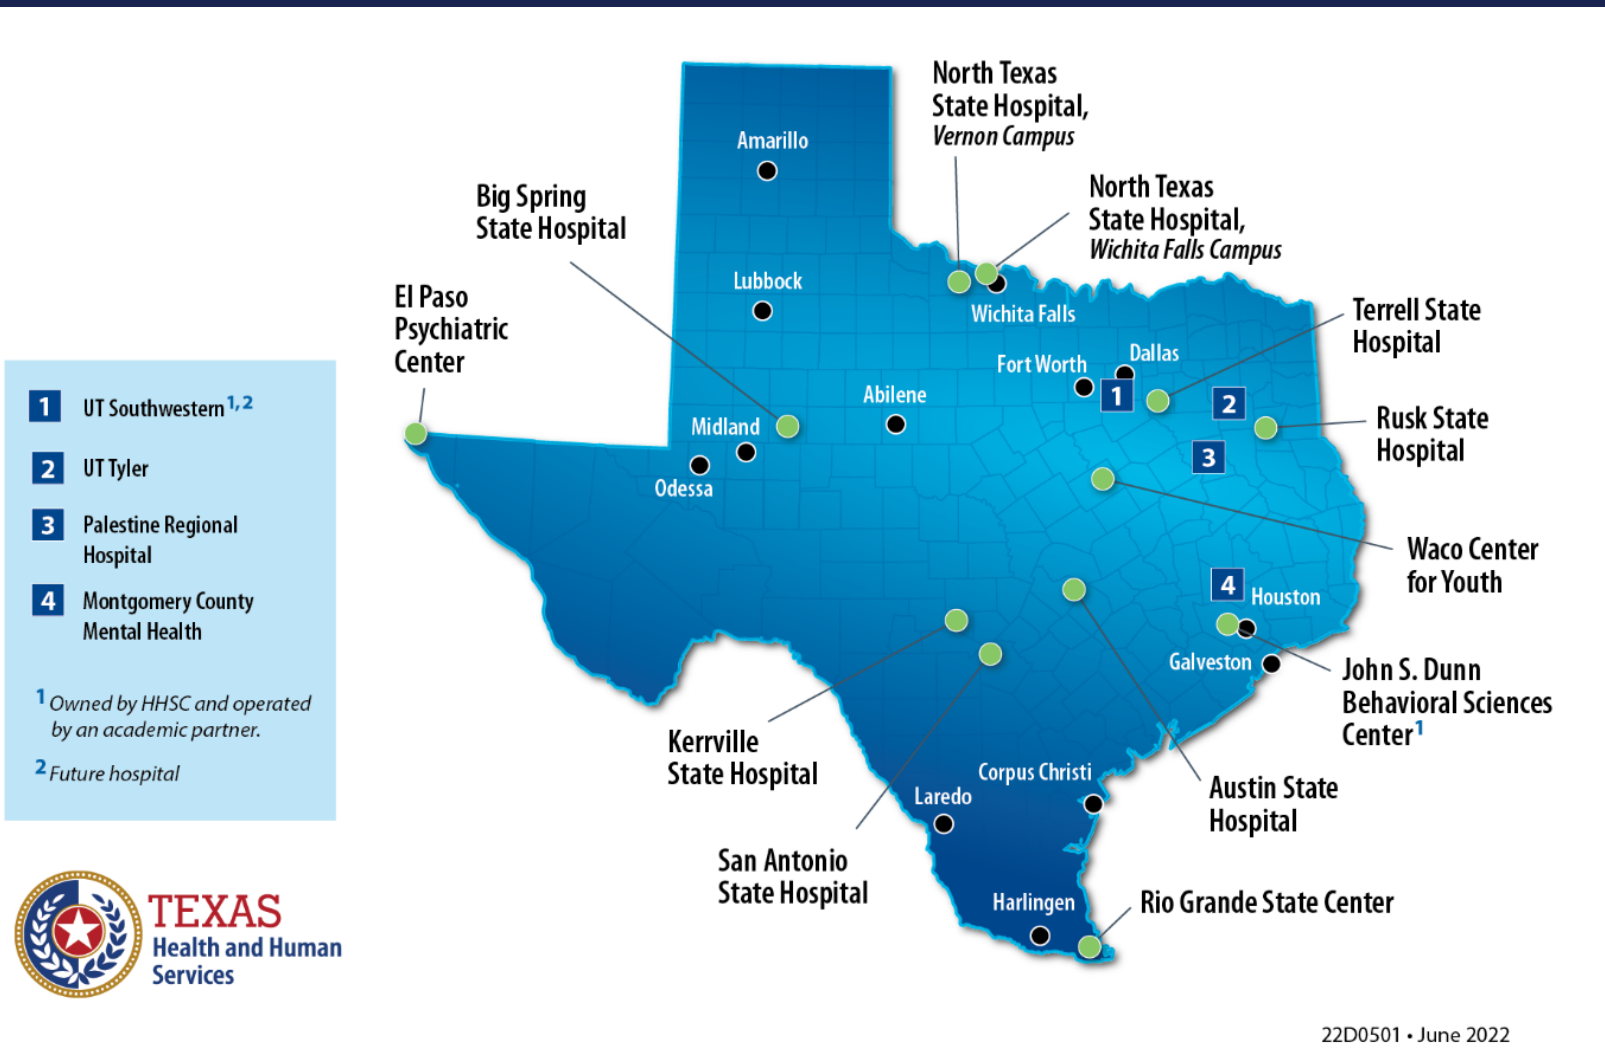 North Texas
State Hospital,
Vernon Campus
Amarillo
North Texas
State Hospital,
Wichita Falls Campus
Big Spring
State Hospital
El Paso
Psychiatric
Center
Lubbock
Wichita Falls
Terrell State
Hospital
Fort Worth
Dallas
Abilene
Midland
Odessa
1
2
3
Rusk State
Hospital
Waco Center
for Youth
4
Houston
Galveston
John S. Dunn
Behavioral Sciences
Center1
Kerrville
State Hospital
Corpus Christi
Laredo
Austin State
Hospital
San Antonio
State Hospital
Harlingen
Rio Grande State Center
1 UT Southwestern1,2
2 UT Tyler
3 Palestine Regional
Hospital
4 Montgomery County
Mental Health
1 Owned by HHSC and operated
by an academic partner.
2 Future hospital
TEXAS
Health and Human
Services
22D0501 • June 2022